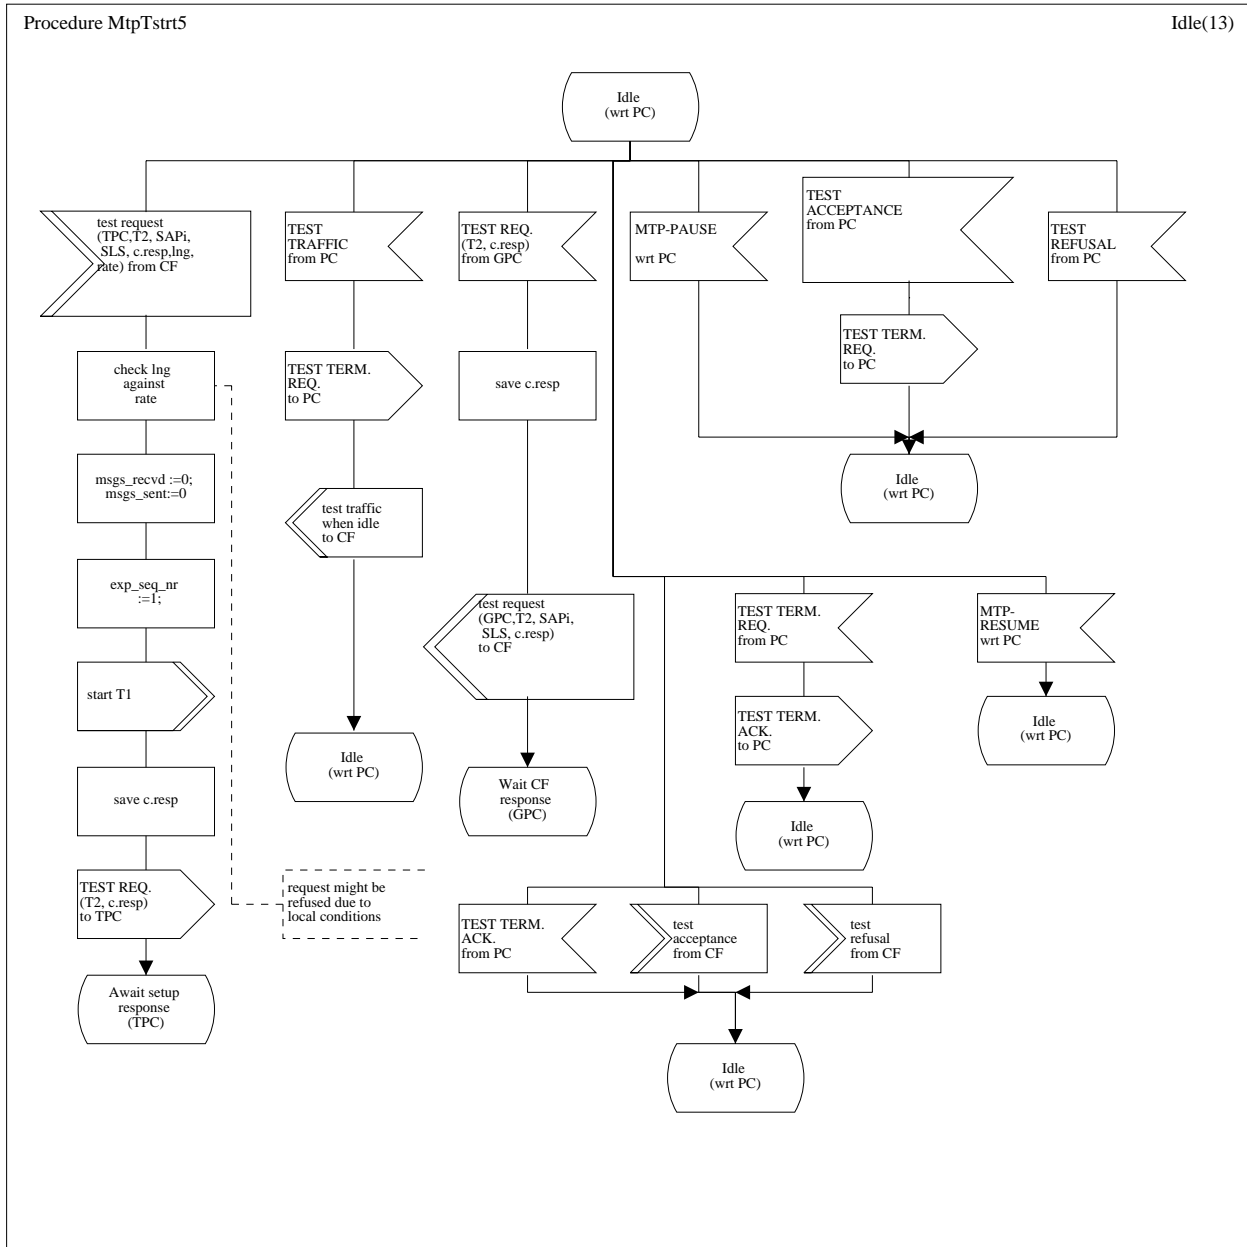 Procedure MtpTstrt5
Idle(13)
Idle
(wrt PC)
test request
(TPC,T2, SAPi,
SLS, c.resp,lng,
rate) from CF
TEST
TRAFFIC
from PC
TEST REQ.
(T2, c.resp)
from GPC
MTP-PAUSE
wrt PC
TEST
ACCEPTANCE
from PC
TEST
REFUSAL
from PC
check lng
against
rate
TEST TERM.
REQ.
to PC
save c.resp
TEST TERM.
REQ.
to PC
msgs_recvd :=0;
msgs_sent:=0
test traffic
when idle
to CF
Idle
(wrt PC)
exp_seq_nr
:=1;
test request
(GPC,T2, SAPi,
SLS, c.resp)
to CF
TEST TERM.
REQ.
from PC
MTP-
RESUME
wrt PC
start T1
TEST TERM.
ACK.
to PC
Idle
(wrt PC)
Idle
(wrt PC)
save c.resp
Wait CF
response
(GPC)
Idle
(wrt PC)
TEST REQ.
(T2, c.resp)
to TPC
request might be
refused due to
local conditions
TEST TERM.
ACK.
from PC
test
acceptance
from CF
test
refusal
from CF
Await setup
response
(TPC)
Idle
(wrt PC)